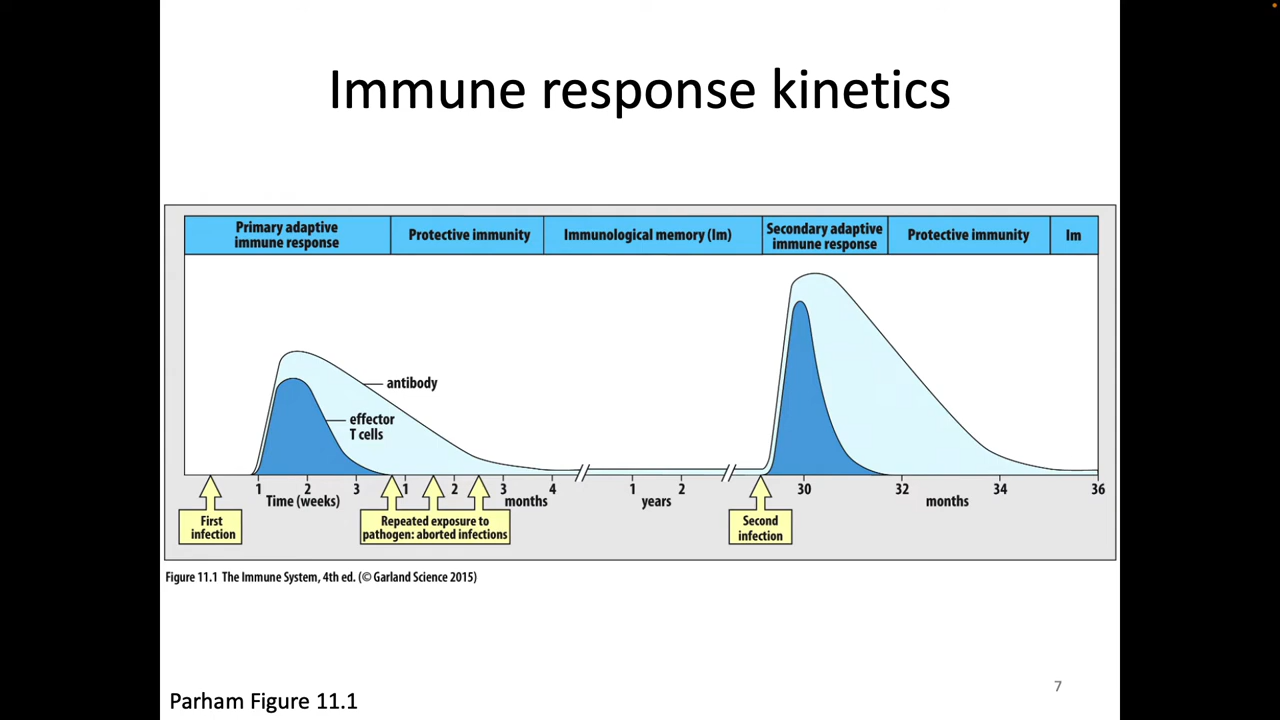 Immune response kinetics
Primary adaptive
immune response
Protective immunity
Immunological memory (Im)
Secondary adaptive
immune response
Protective immunity
Im
antibody
effector
T cells
1
2
3
1
2
3
4
1
2
30
32
34
36
Time (weeks)
months
years
months
First
infection
Repeated exposure to
pathogen: aborted infections
Second
infection
Figure 11.1 The Immune System, 4th ed. (© Garland Science 2015)
7
Parham Figure 11.1